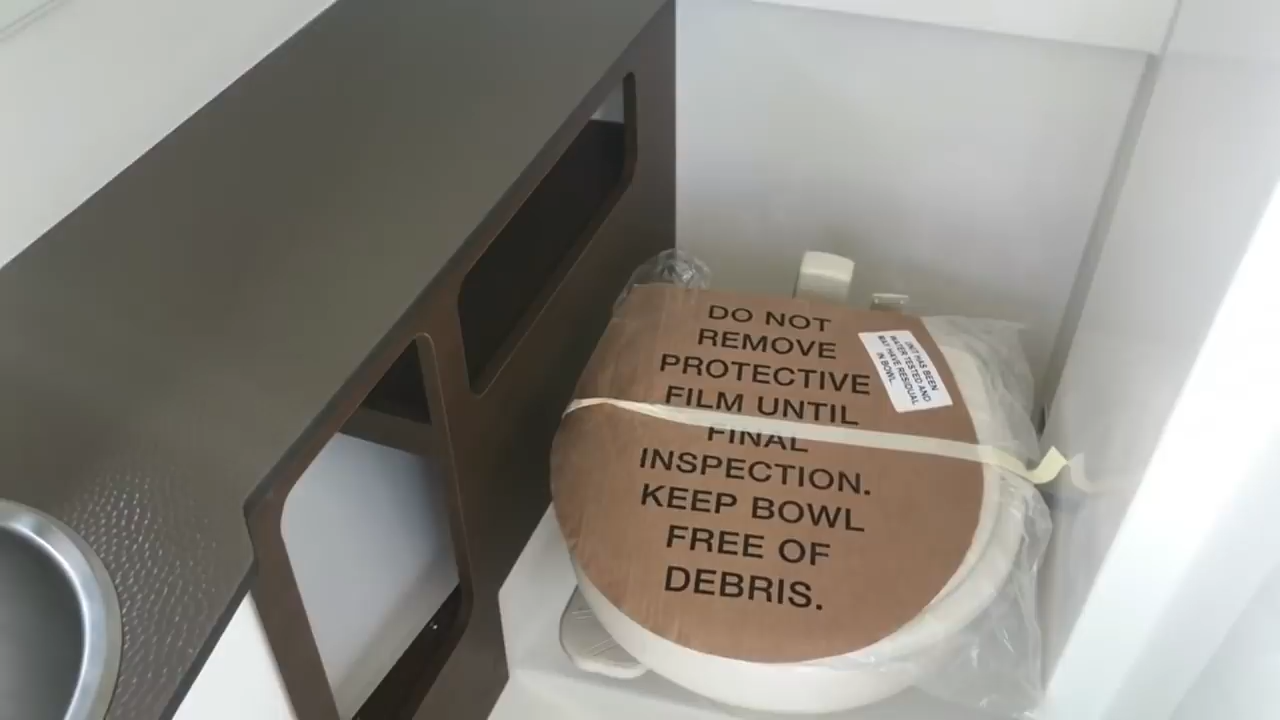 DO NOT
REMOVE
PROTECTIVE
FILM UNTIL
FINAL
INSPECTION.
KEEP BOWL
FREE OF
DEBRIS.
UNIT HAS BEEN
WATER TESTED AND
MAY HAVE RESIDUAL
IN BOWL.